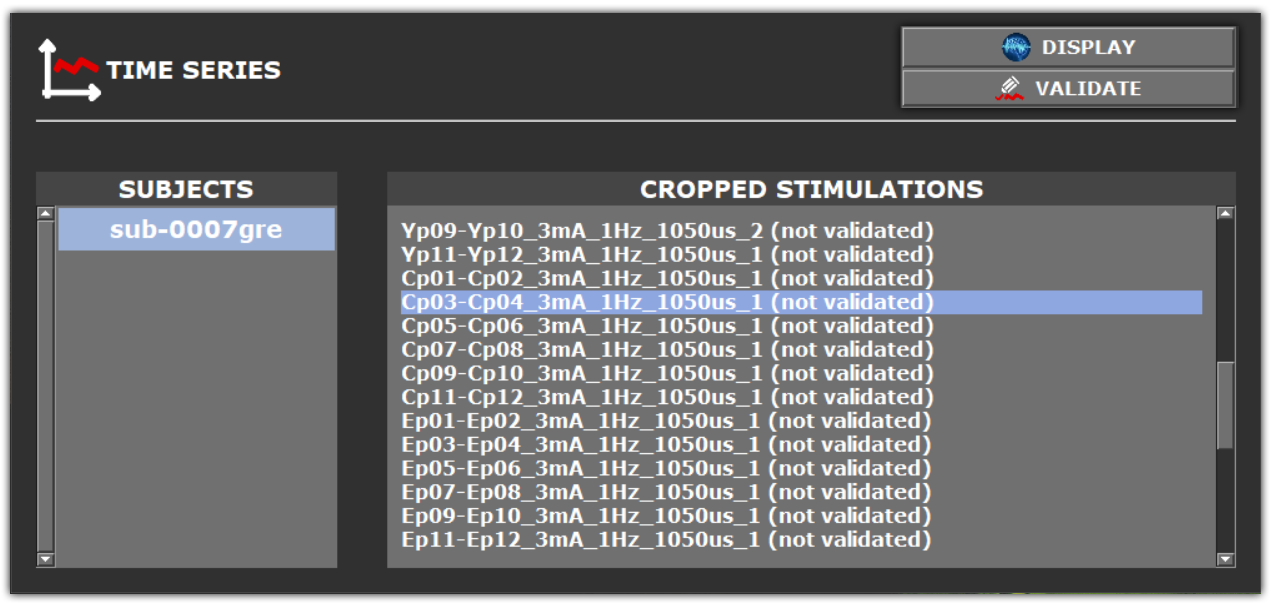 TIME SERIES
DISPLAY
VALIDATE
SUBJECTS
sub-0007gre
CROPPED STIMULATIONS
Yp09-Yp10_3mA_1Hz_1050us_2 (not validated)
Yp11-Yp12_3mA_1Hz_1050us_1 (not validated)
Cp01-Cp02_3mA_1Hz_1050us_1 (not validated)
Cp03-Cp04_3mA_1Hz_1050us_1 (not validated)
Cp05-Cp06_3mA_1Hz_1050us_1 (not validated)
Cp07-Cp08_3mA_1Hz_1050us_1 (not validated)
Cp09-Cp10_3mA_1Hz_1050us_1 (not validated)
Cp11-Cp12_3mA_1Hz_1050us_1 (not validated)
Ep01-Ep02_3mA_1Hz_1050us_1 (not validated)
Ep03-Ep04_3mA_1Hz_1050us_1 (not validated)
Ep05-Ep06_3mA_1Hz_1050us_1 (not validated)
Ep07-Ep08_3mA_1Hz_1050us_1 (not validated)
Ep09-Ep10_3mA_1Hz_1050us_1 (not validated)
Ep11-Ep12_3mA_1Hz_1050us_1 (not validated)